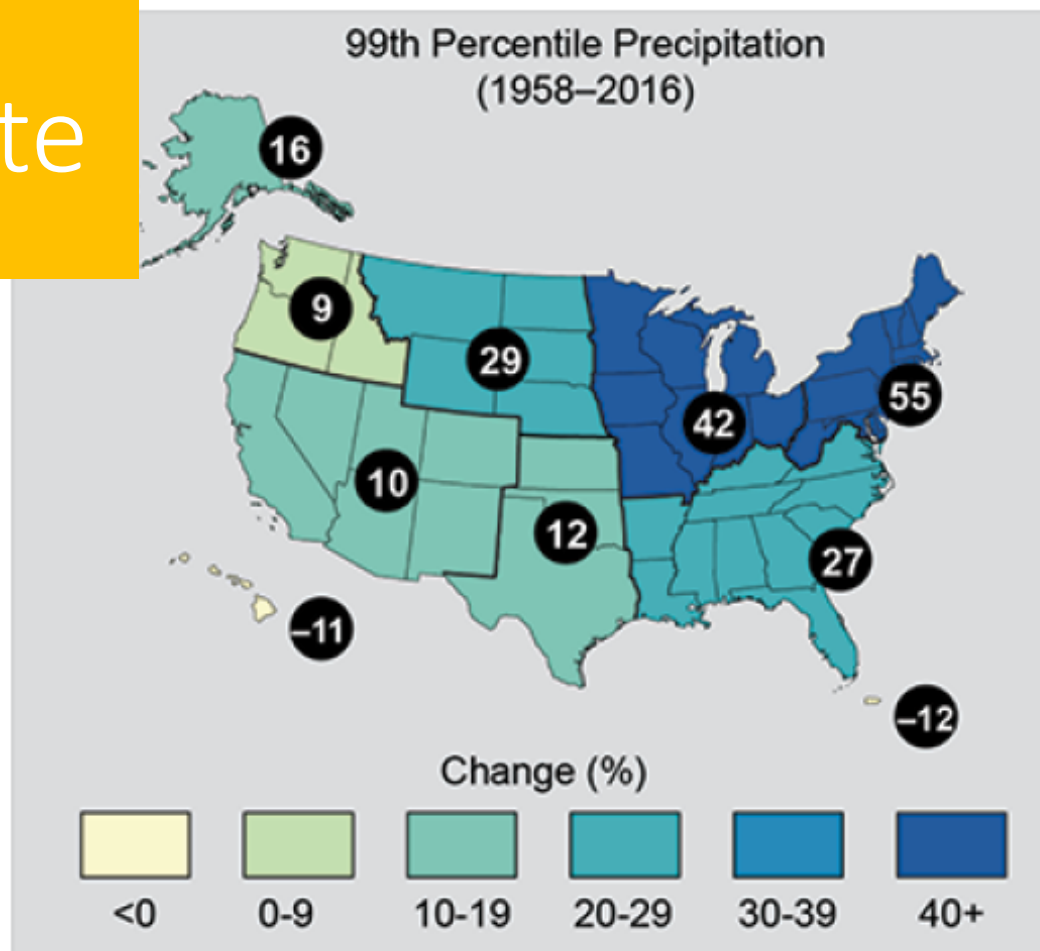 te
99th Percentile Precipitation
(1958–2016)
16
9
29
55
42
10
12
27
–11
–12
Change (%)
<0 0-9 10-19 20-29 30-39 40+